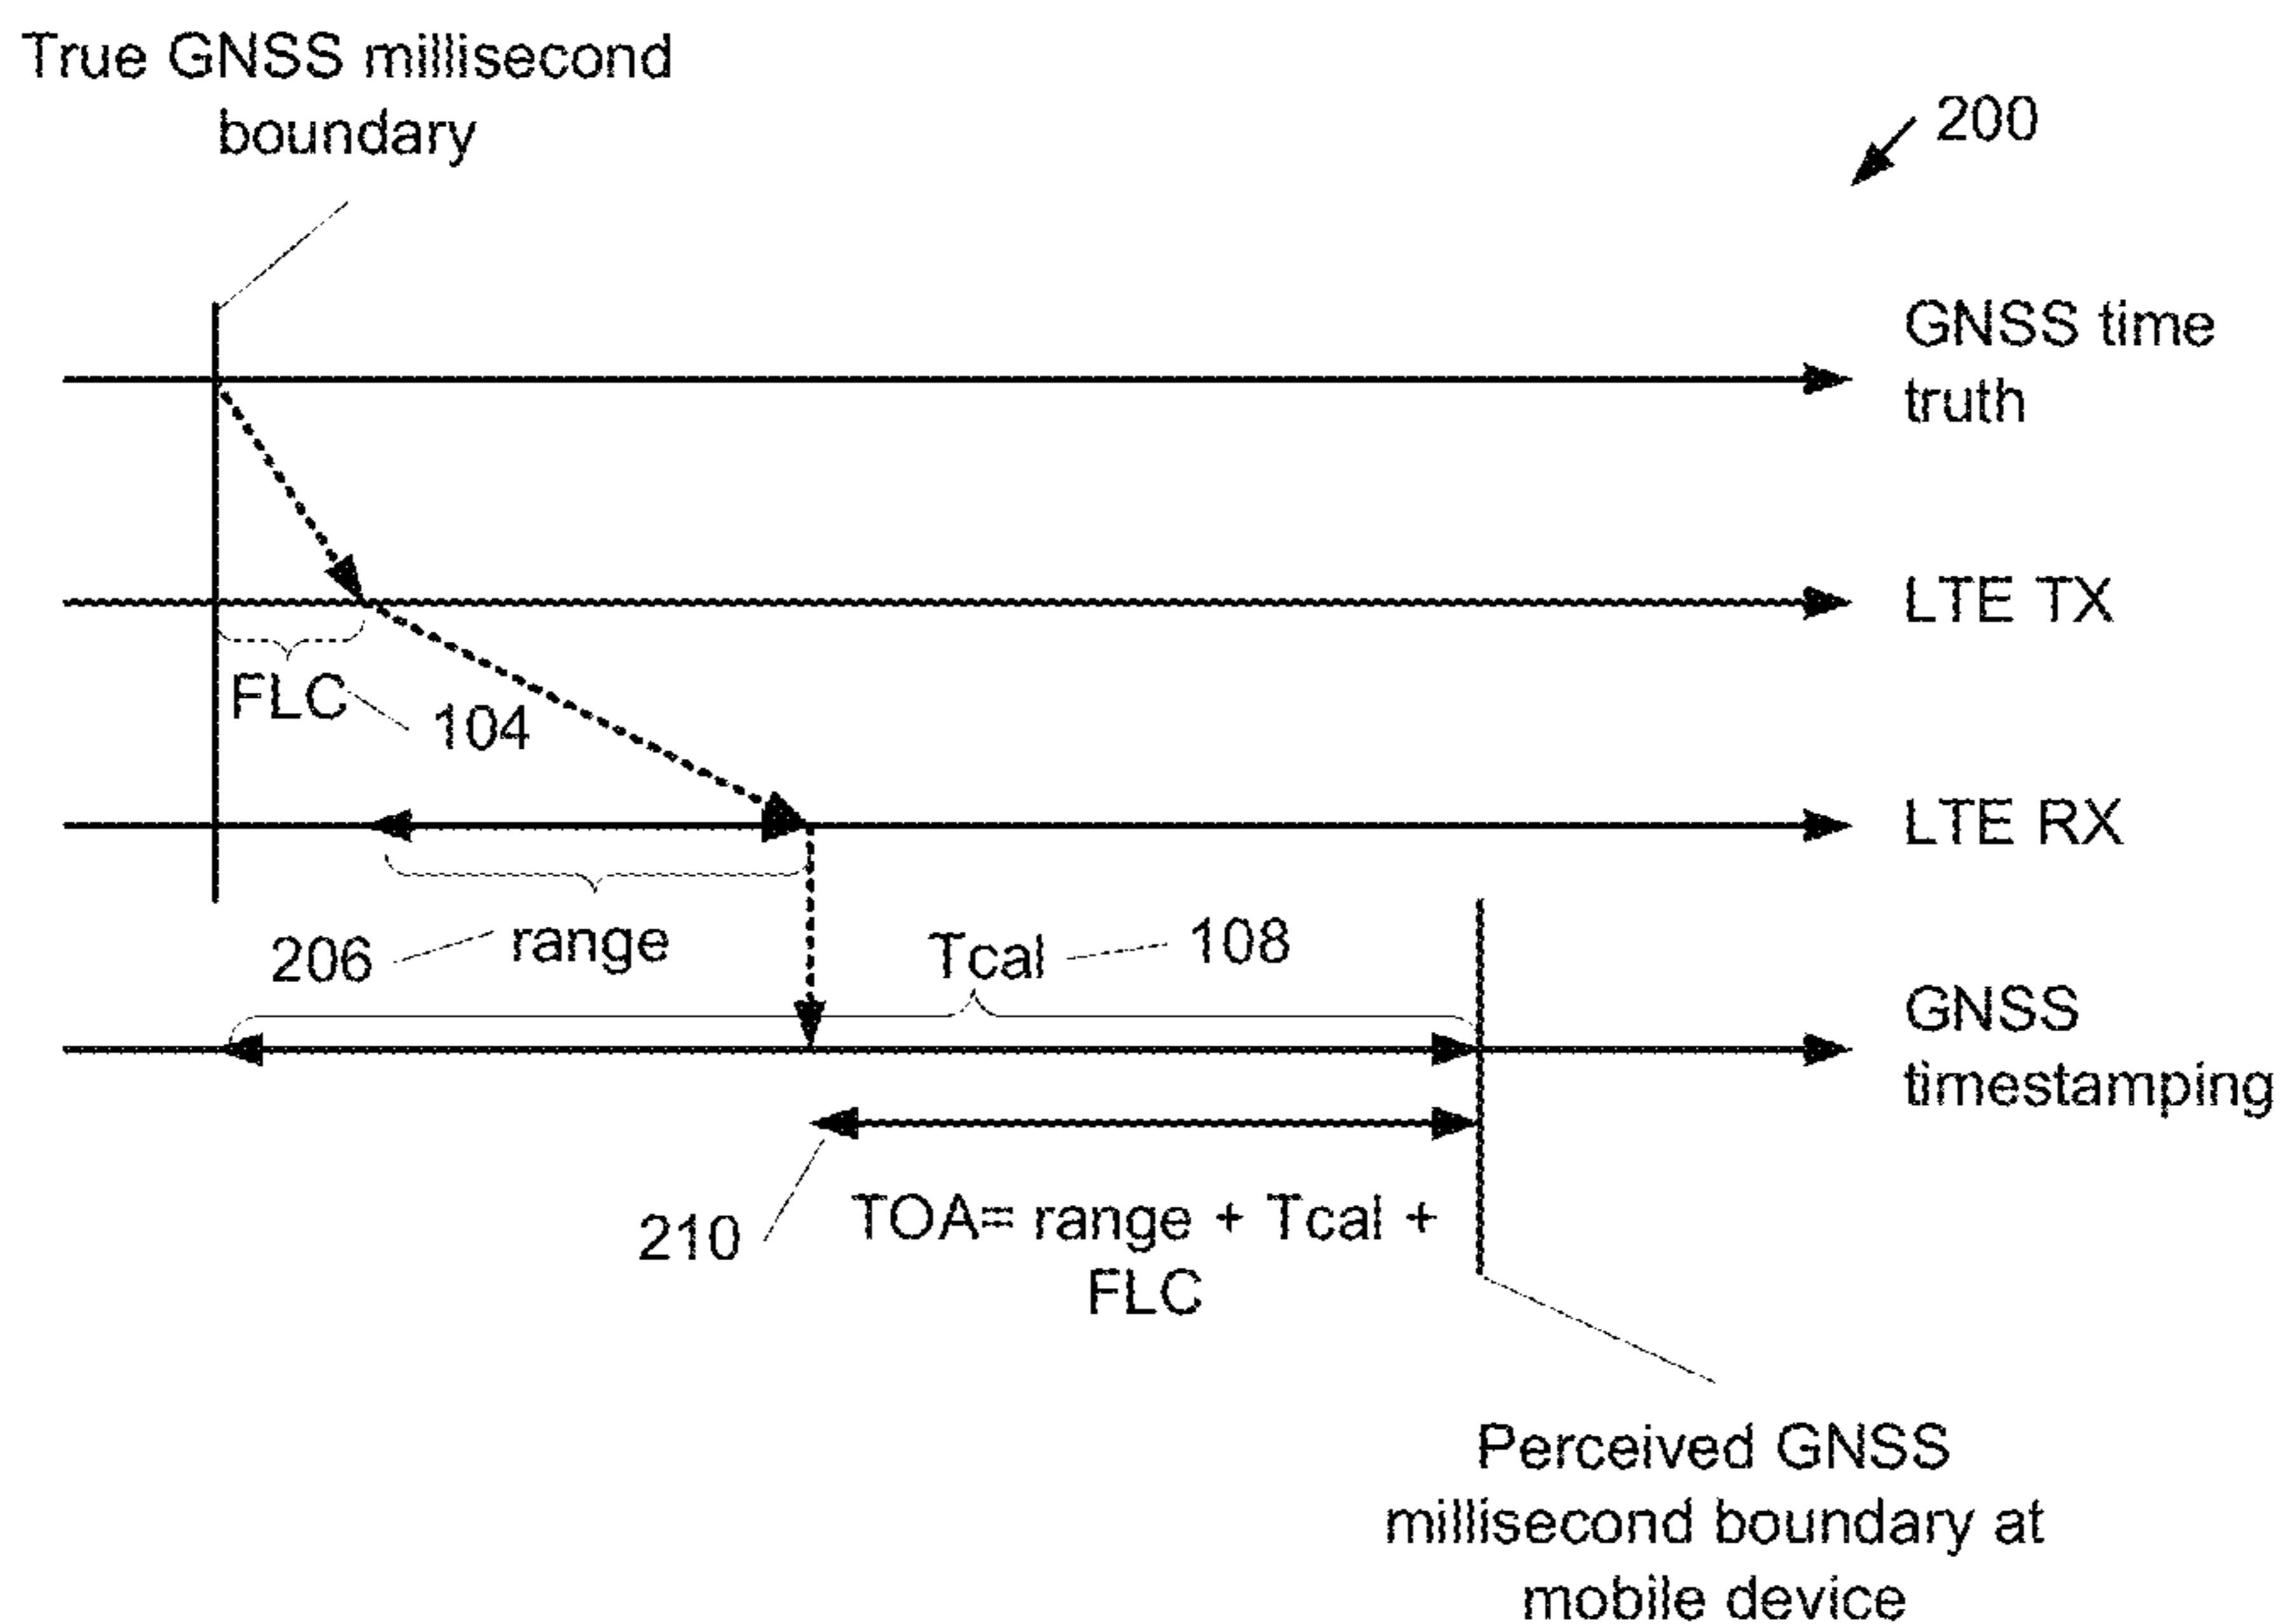 True GNSS millisecond
boundary
200
GNSS time
truth
LTE TX
FLC
104
LTE RX
206
range
Tcal
108
GNSS
timestamping
210
TOA= range + Tcal +
FLC
Perceived GNSS
millisecond boundary at
mobile device